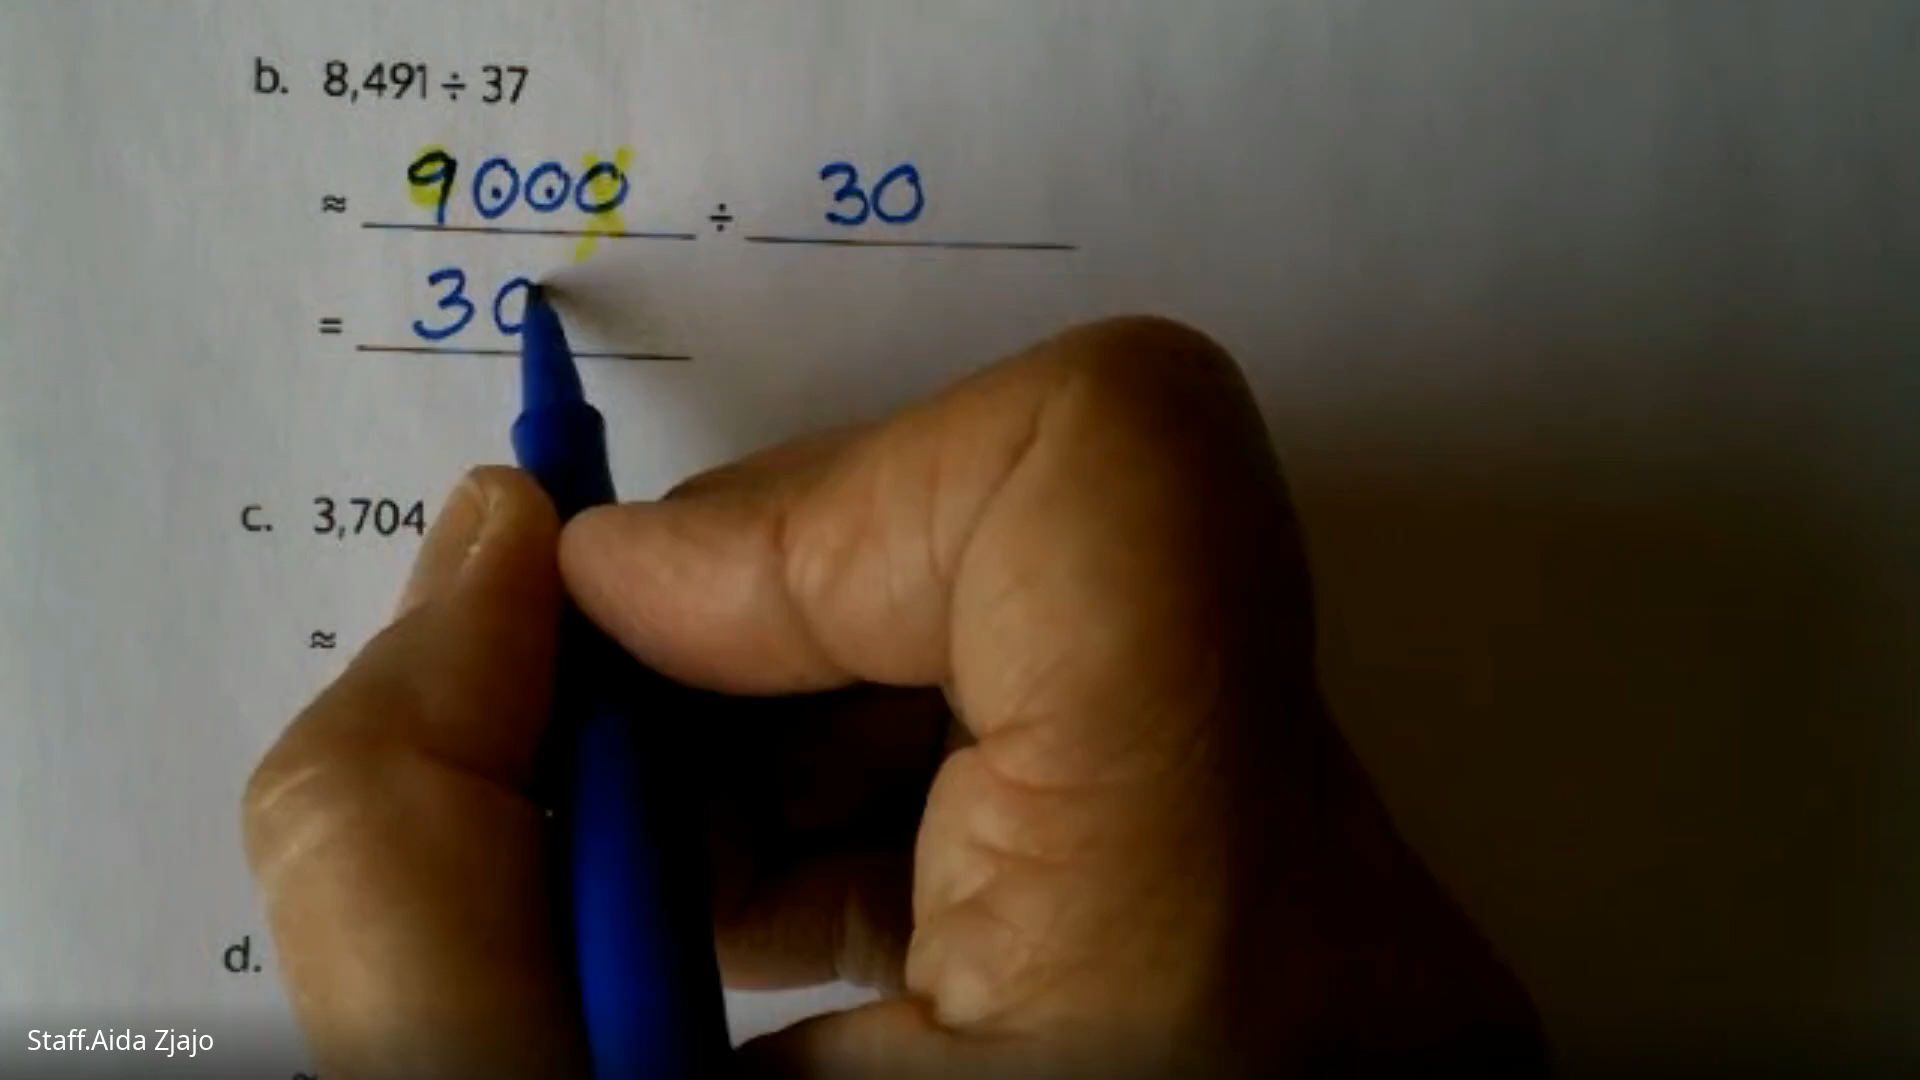 b. 8,491 ÷ 37
≈ 9000 ÷ 30
= 30
c. 3,704
≈
d.
Staff.Aida Zjajo